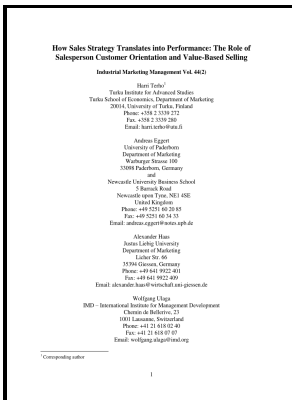 How Sales Strategy Translates into Performance: The Role of
Salesperson Customer Orientation and Value-Based Selling
Industrial Marketing Management Vol. 44(2)
Harri Terho¹
Turku Institute for Advanced Studies
Turku School of Economics, Department of Marketing
20014, University of Turku, Finland
Phone: +358 2 3339 272
Fax. +358 2 3339 280
Email: harri.terho@utu.fi
Andreas Eggert
University of Paderborn
Department of Marketing
Warburger Strasse 100
33098 Paderborn, Germany
and
Newcastle University Business School
5 Barrack Road
Newcastle upon Tyne, NE1 4SE
United Kingdom
Phone: +49 5251 60 20 85
Fax: +49 5251 60 34 33
Email: andreas.eggert@notes.upb.de
Alexander Haas
Justus Liebig University
Department of Marketing
Licher Str. 66
35394 Giessen, Germany
Phone: +49 641 9922 401
Fax: +49 641 9922 409
Email: alexander.haas@wirtschaft.uni-giessen.de
Wolfgang Ulaga
IMD – International Institute for Management Development
Chemin de Bellerive, 23
1001 Lausanne, Switzerland
Phone: +41 21 618 02 40
Fax: +41 21 618 07 07
Email: wolfgang.ulaga@imd.org
¹ Corresponding author
1